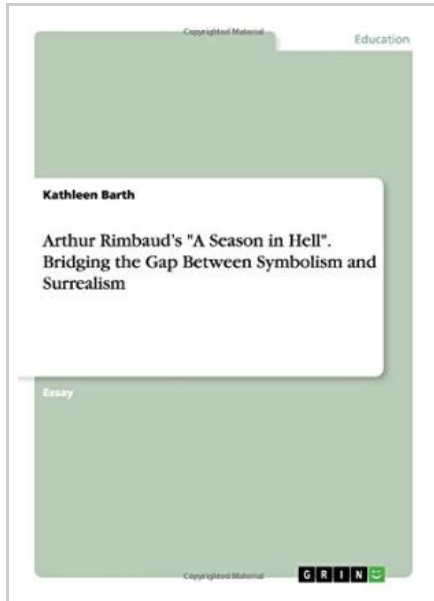 Copyrighted Material
Education
Kathleen Barth
Arthur Rimbaud's "A Season in Hell".
Bridging the Gap Between Symbolism and
Surrealism
Essay
Copyrighted Material
GRIN